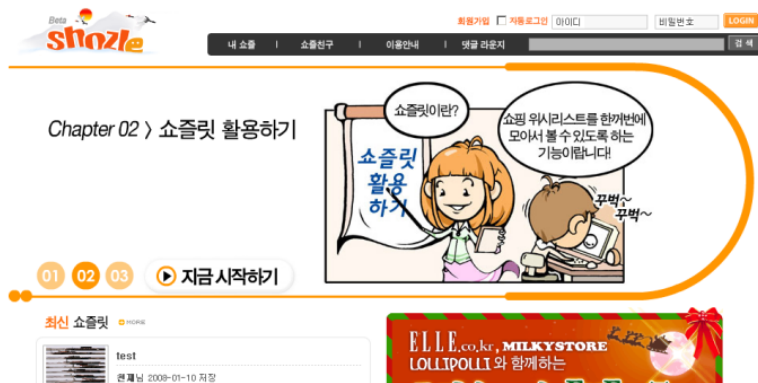 Beta
shozle
회원가입 자동로그인 아이디 비밀번호 LOGIN
내 쇼즐 | 쇼즐친구 | 이용안내 | 댓글 라운지 검색
Chapter 02 > 쇼즐릿 활용하기
쇼즐릿이란?
쇼핑 위시리스트를 한꺼번에
모아서 볼 수 있도록 하는
기능이랍니다!
쇼즐릿
활용
하기
꾸벅~
꾸벅~
01 02 03 지금 시작하기
최신 쇼즐릿 MORE
test
2009-01-10 저장
ELLE.co.kr, MILKYSTORE
LOLLIPOLLI 와 함께하는